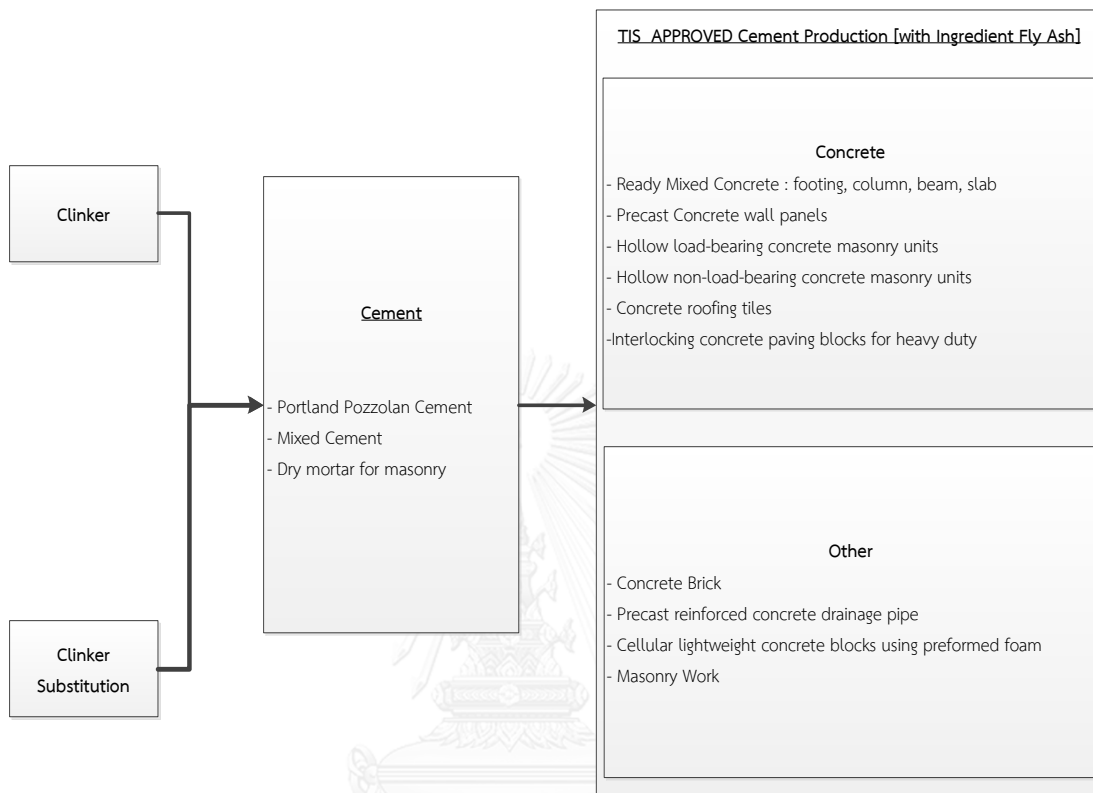 TIS  APPROVED Cement Production [with Ingredient Fly Ash]
Clinker
Clinker
Substitution
Cement
- Portland Pozzolan Cement
- Mixed Cement
- Dry mortar for masonry
Concrete
- Ready Mixed Concrete : footing, column, beam, slab
- Precast Concrete wall panels
- Hollow load-bearing concrete masonry units
- Hollow non-load-bearing concrete masonry units
- Concrete roofing tiles
-Interlocking concrete paving blocks for heavy duty
Other
- Concrete Brick
- Precast reinforced concrete drainage pipe
- Cellular lightweight concrete blocks using preformed foam
- Masonry Work